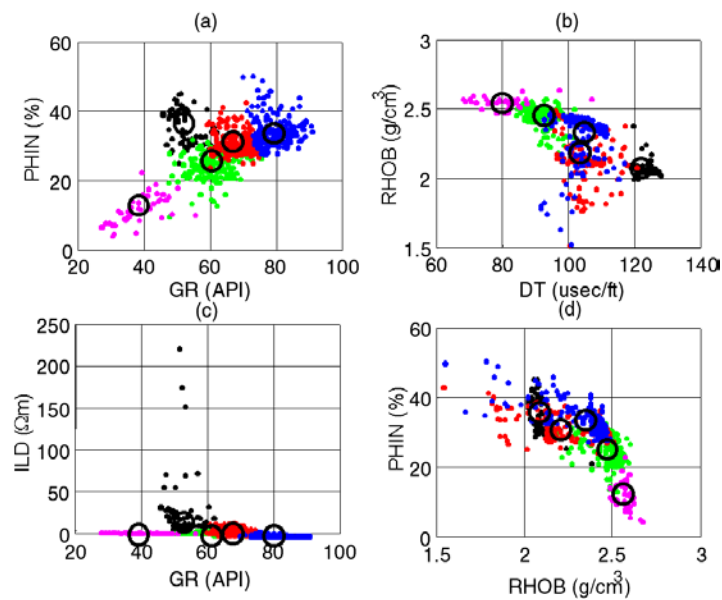 (a)
60
40
20
0
PHIN (%)
20 40 60 80 100
GR (API)
(b)
3
2.5
2
1.5
RHOB (g/cm³)
60 80 100 120 140
DT (usec/ft)
(c)
250
200
150
100
50
0
ILD (Ωm)
20 40 60 80 100
GR (API)
(d)
60
40
20
0
PHIN (%)
1.5 2 2.5 3
RHOB (g/cm³)